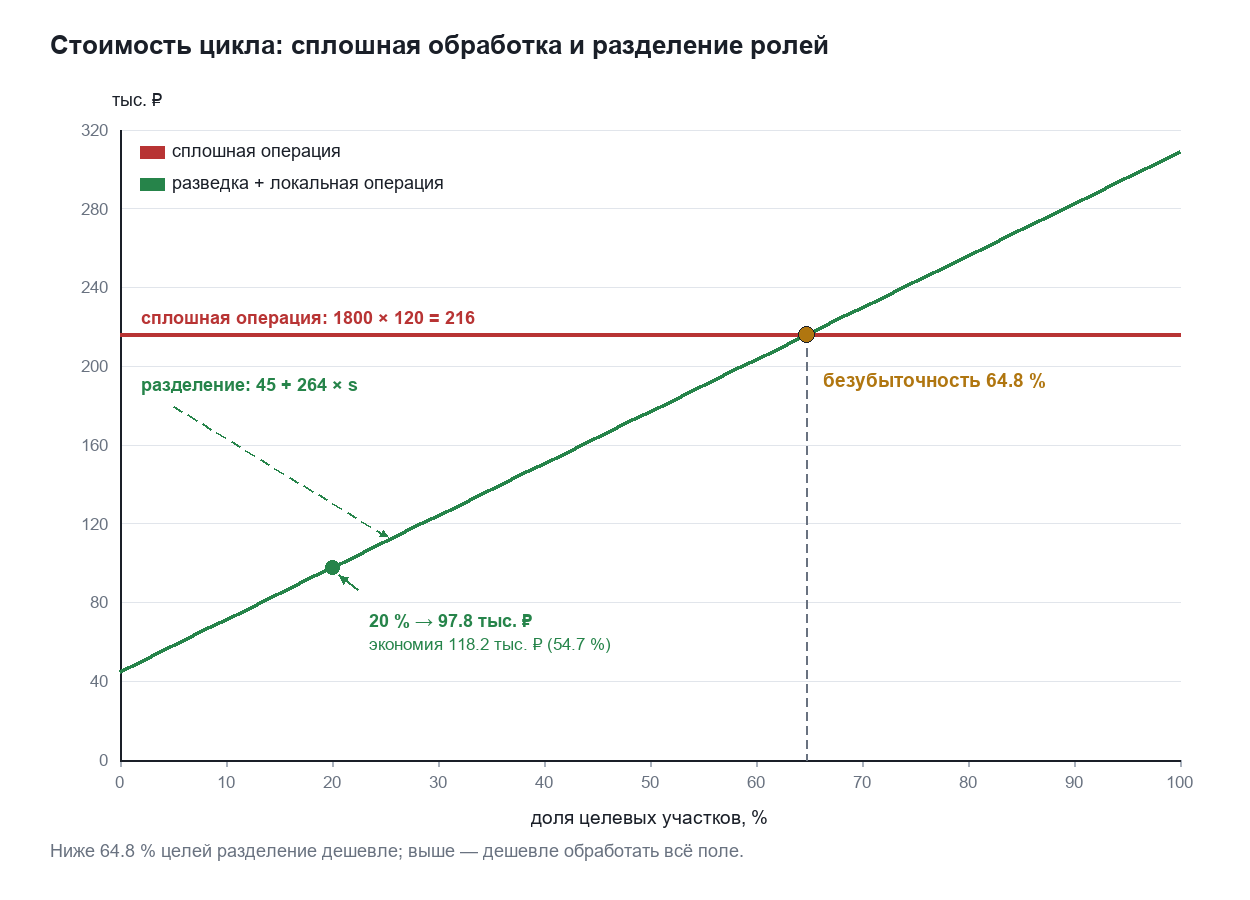 Стоимость цикла: сплошная обработка и разделение ролей
тыс. ₽
320
сплошная операция
разведка + локальная операция
280
240
сплошная операция: 1800 × 120 = 216
200
безубыточность 64.8 %
разделение: 45 + 264 × s
160
120
80
20 % → 97.8 тыс. ₽
экономия 118.2 тыс. ₽ (54.7 %)
40
0
0 10 20 30 40 50 60 70 80 90 100
доля целевых участков, %
Ниже 64.8 % целей разделение дешевле; выше — дешевле обработать всё поле.